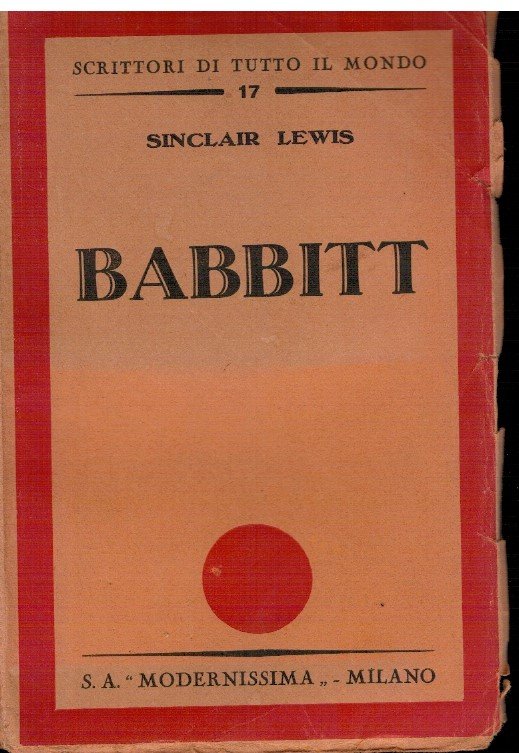 SCRITTORI DI TUTTO IL MONDO
17
SINCLAIR LEWIS
BABBITT
S. A. “ MODERNISSIMA „ - MILANO